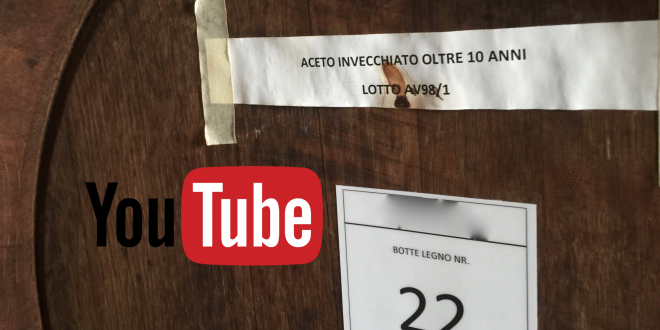 ACETO INVECCHIATO OLTRE 10 ANNI
LOTTO AV98/1
YouTube
BOTTE LEGNO NR.
22